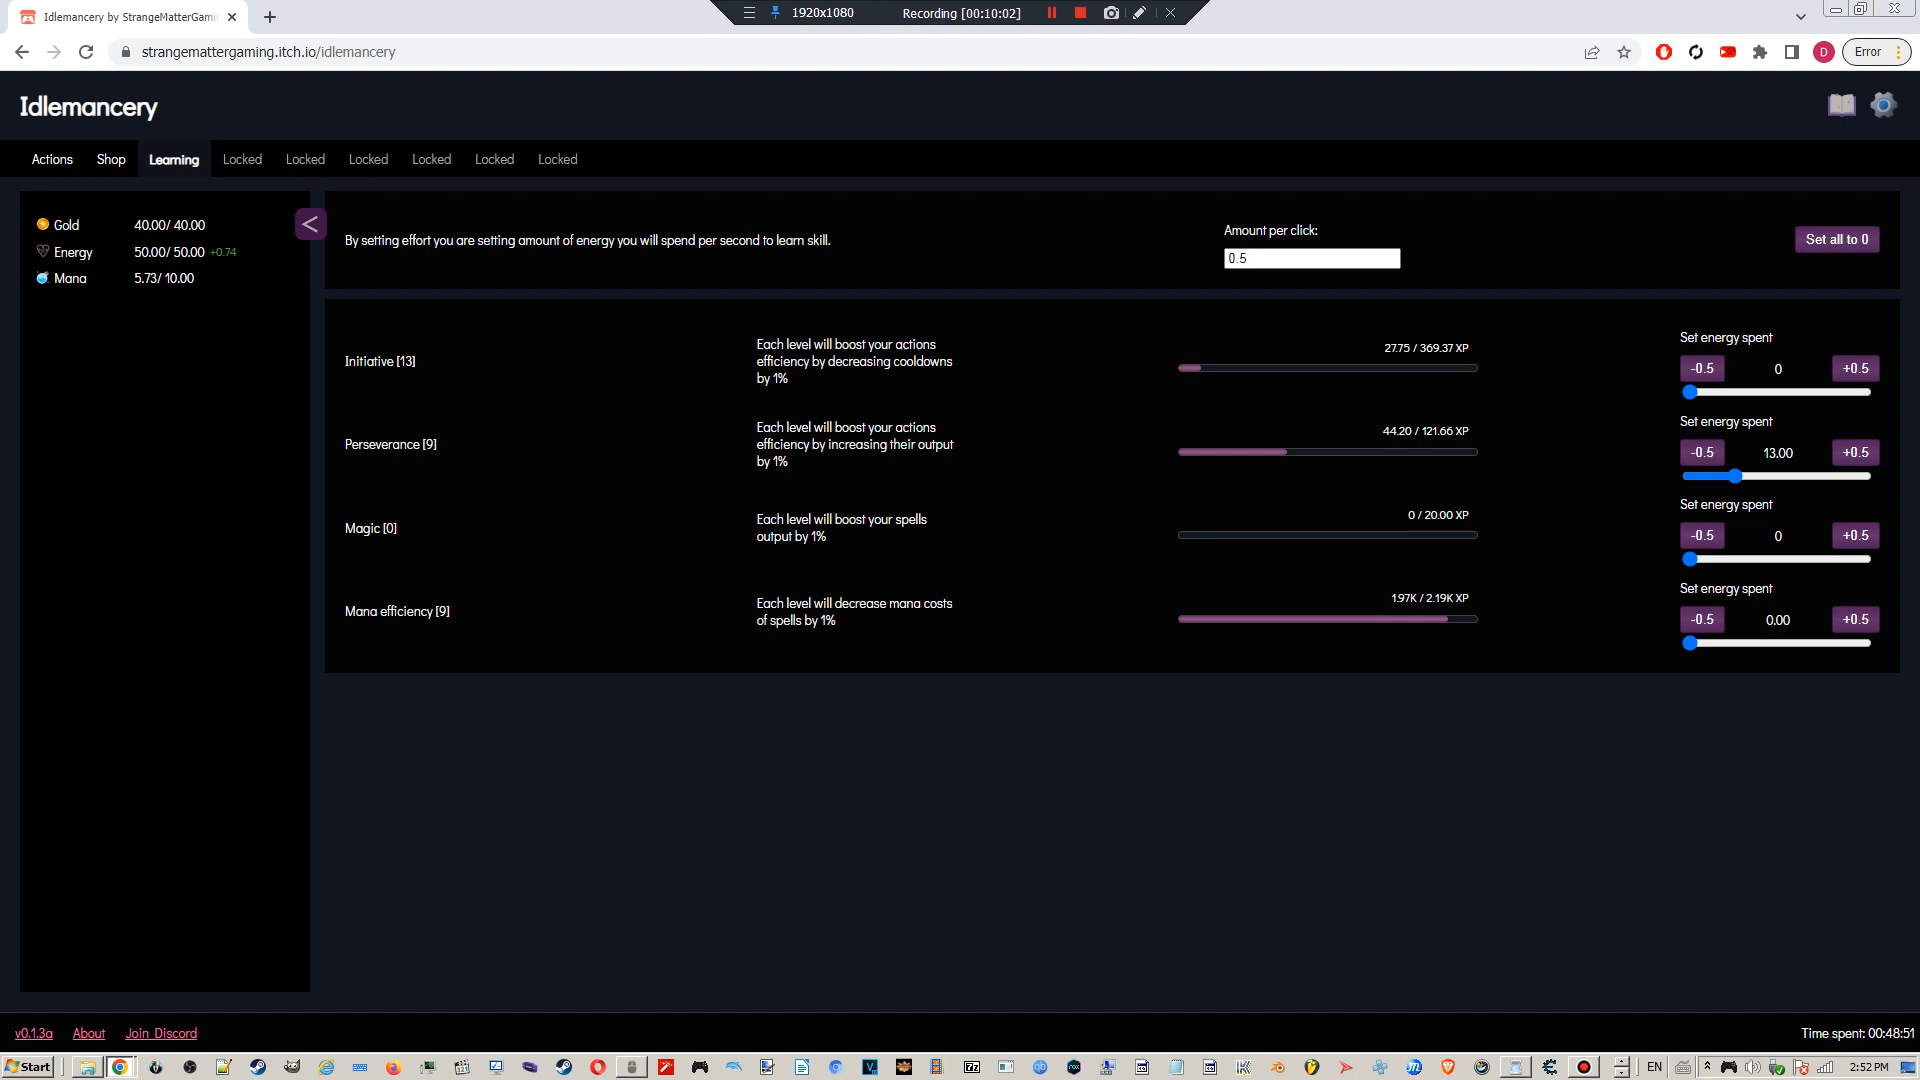 Idlemancery by StrangeMatterGami
1920x1080
Recording [00:10:02]
strangemattergaming.itch.io/idlemancery
D
Error
Idlemancery
Actions
Shop
Learning
Locked
Locked
Locked
Locked
Locked
Locked
Gold
40.00/ 40.00
Energy
50.00/ 50.00 +0.74
Mana
5.73/ 10.00
<
By setting effort you are setting amount of energy you will spend per second to learn skill.
Amount per click:
0.5
Set all to 0
Initiative [13]
Each level will boost your actions
efficiency by decreasing cooldowns
by 1%
27.75 / 369.37 XP
Set energy spent
-0.5
0
+0.5
Perseverance [9]
Each level will boost your actions
efficiency by increasing their output
by 1%
44.20 / 121.66 XP
Set energy spent
-0.5
13.00
+0.5
Magic [0]
Each level will boost your spells
output by 1%
0 / 20.00 XP
Set energy spent
-0.5
0
+0.5
Mana efficiency [9]
Each level will decrease mana costs
of spells by 1%
1.97K / 2.19K XP
Set energy spent
-0.5
0.00
+0.5
v0.1.3a
About
Join Discord
Time spent: 00:48:51
Start
EN
2:52 PM